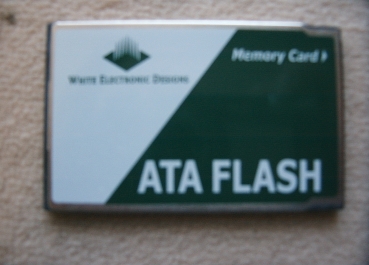 Memory Card
WHITE ELECTRONIC DESIGNS
ATA FLASH